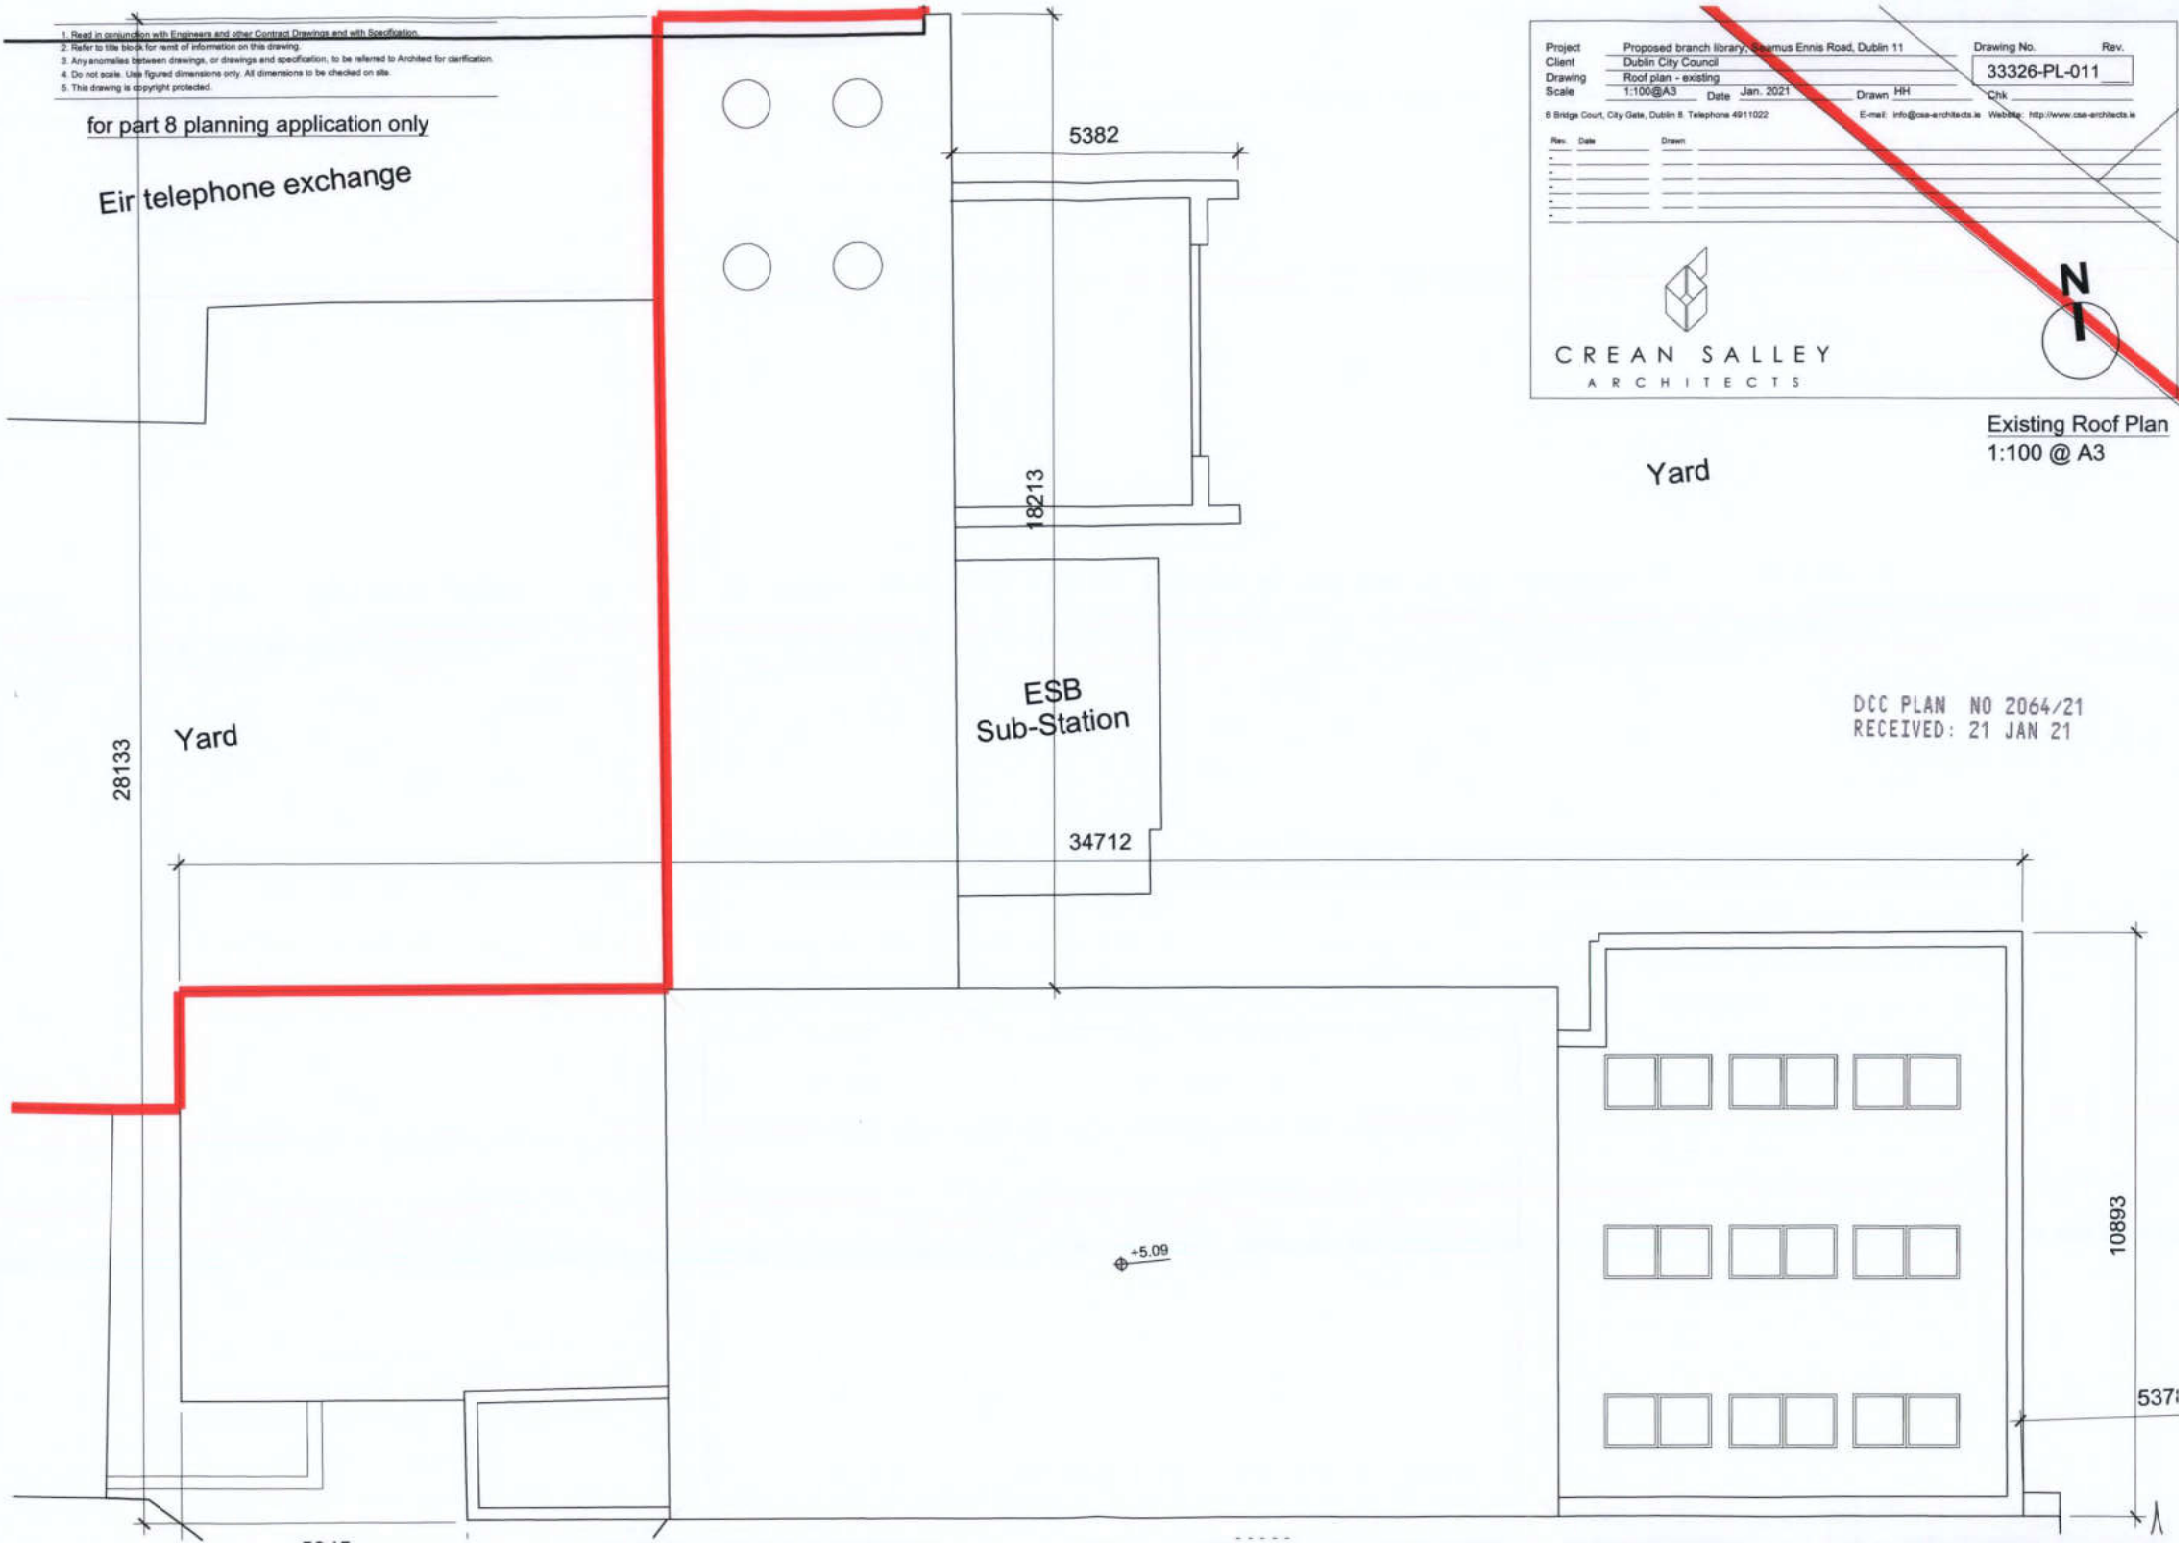 1. Read in conjunction with Engineers and other Contract Drawings and with Specification.
2. Refer to title block for remit of information on this drawing.
3. Any anomalies between drawings, or drawings and specification, to be referred to Architect for clarification.
4. Do not scale. Use figured dimensions only. All dimensions to be checked on site.
5. This drawing is copyright protected.
for part 8 planning application only
Eir telephone exchange
Project Proposed branch library, Seamus Ennis Road, Dublin 11
Client Dublin City Council
Drawing Roof plan - existing
Scale 1:100@A3 Date Jan. 2021 Drawn HH Chk
Drawing No. Rev.
33326-PL-011
6 Bridge Court, City Gate, Dublin 8. Telephone 4911022 E-mail: info@csa-architects.ie Website: http://www.csa-architects.ie
Rev. Date Drawn
CREAN SALLEY
ARCHITECTS
N
Existing Roof Plan
1:100 @ A3
Yard
5382
18213
ESB
Sub-Station
DCC PLAN NO 2064/21
RECEIVED: 21 JAN 21
Yard
28133
34712
10893
+5.09